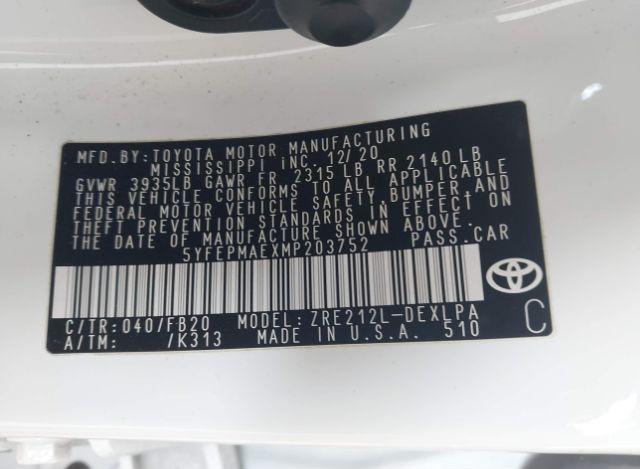 MFD.BY:TOYOTA MOTOR MANUFACTURING
MISSISSIPPI inC. 12/20
GVWR 3935LB GAWR FR 2315 LB RR 2140 LB
THIS VEHICLE CONFORMS TO ALL APPLICABLE
FEDERAL MOTOR VEHICLE SAFETY,BUMPER,AND
THEFT PREVENTION STANDARDS IN EFFECT ON
THE DATE OF MANUFACTURE SHOWN ABOVE.
5YFEPMAEXMP203752 PASS.CAR
C/TR:040/FB20 MODEL:ZRE212L-DEXLPA
A/TM: /K313 MADE IN U.S.A. 510
C